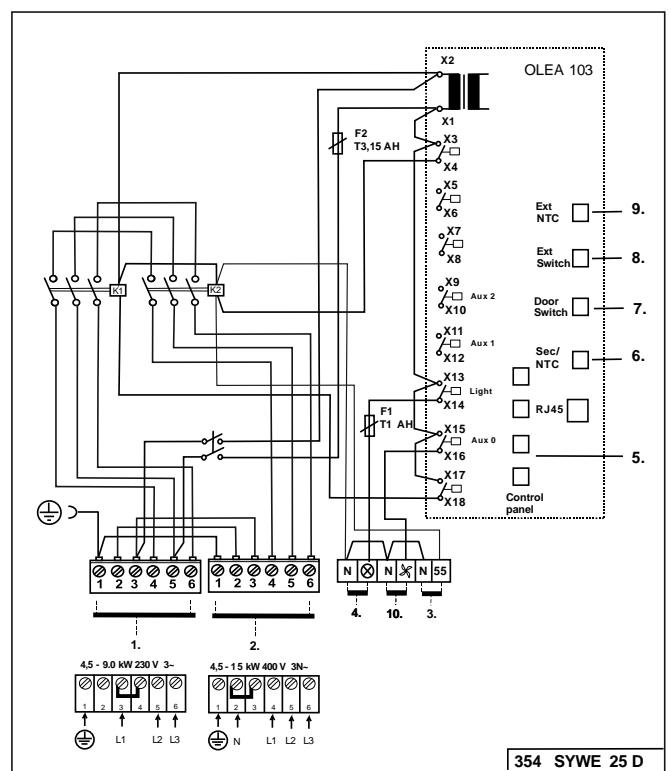 X2
OLEA 103
X1
F2
T3,15 AH
X3
X4
X5
X6
Ext
NTC
9.
X7
X8
Ext
Switch
8.
K1
K2
X9
Aux 2
X10
Door
Switch
7.
X11
Aux 1
X12
Sec/
NTC
6.
X13
Light
X14
F1
T1 AH
RJ45
X15
Aux 0
X16
5.
X17
X18
Control
panel
1 2 3 4 5 6
1 2 3 4 5 6
N N N 55
4. 10. 3.
1. 2.
4,5 - 9.0 kW 230 V 3~
4,5 - 15 kW 400 V 3N~
1 2 3 4 5 6
1 2 3 4 5 6
L1 L2 L3
N L1 L2 L3
354 SYWE 25 D